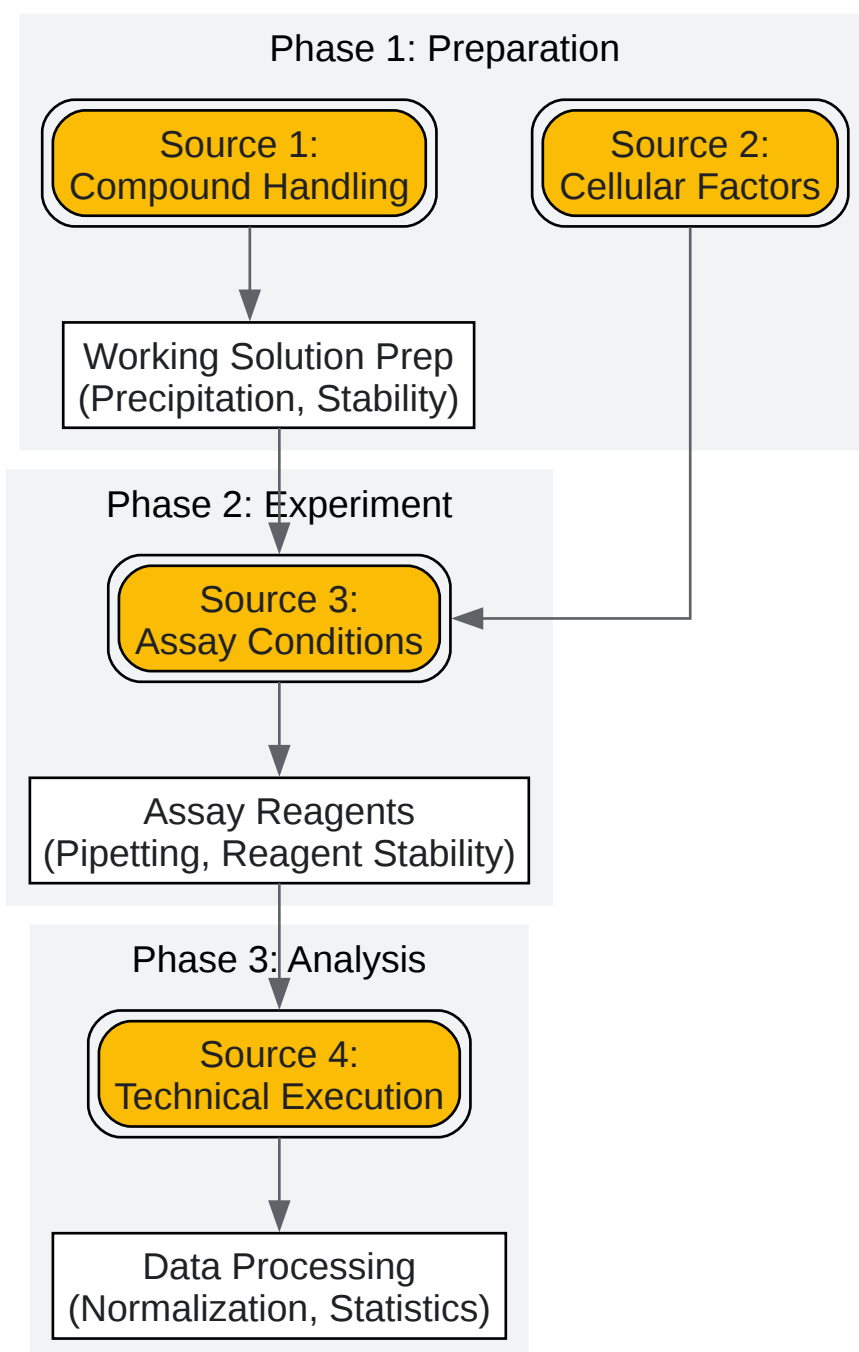 Phase 1: Preparation
Source 1:
Compound Handling
Source 2:
Cellular Factors
Working Solution Prep
(Precipitation, Stability)
Phase 2: Experiment
Source 3:
Assay Conditions
Assay Reagents
(Pipetting, Reagent Stability)
Phase 3: Analysis
Source 4:
Technical Execution
Data Processing
(Normalization, Statistics)